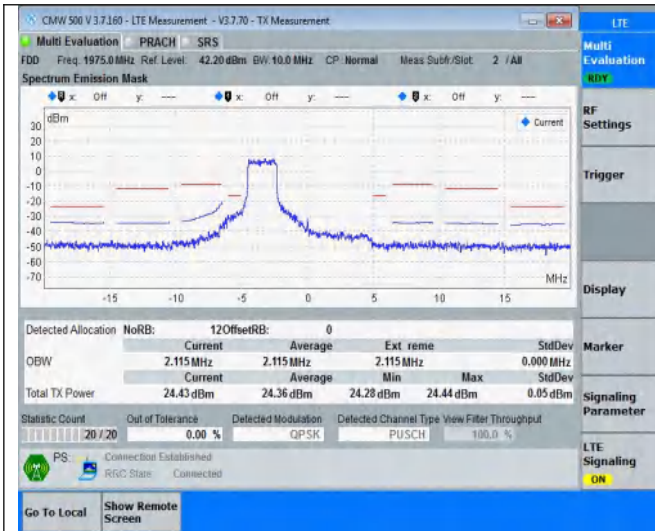 CMW 500 V 3.7.160 - LTE Measurement - V3.7.70 - TX Measurement
LTE
Multi Evaluation PRACH SRS
Multi Evaluation
RDY
FDD Freq.:1975.0 MHz Ref. Level: 42.20 dBm BW: 10.0 MHz CP: Normal Meas Subfr./Slot: 2 / All
Spectrum Emission Mask
x: Off y: --- x: Off y: --- x: Off y: ---
dBm
Current
30
20
10
0
-10
-20
-30
-40
-50
-60
-70
MHz
-15 -10 -5 0 5 10 15
RF Settings
Trigger
Display
Marker
Signaling Parameter
LTE Signaling
ON
Detected Allocation NoRB: 12OffsetRB: 0
Current Average Ext reme StdDev
OBW 2.115 MHz 2.115 MHz 2.115 MHz 0.000 MHz
Current Average Min Max StdDev
Total TX Power 24.43 dBm 24.36 dBm 24.28 dBm 24.44 dBm 0.05 dBm
Statistic Count Out of Tolerance Detected Modulation Detected Channel Type View Filter Throughput
20 / 20 0.00 % QPSK PUSCH 100.0 %
PS: Connection Established
RRC State: Connected
Go To Local Show Remote Screen